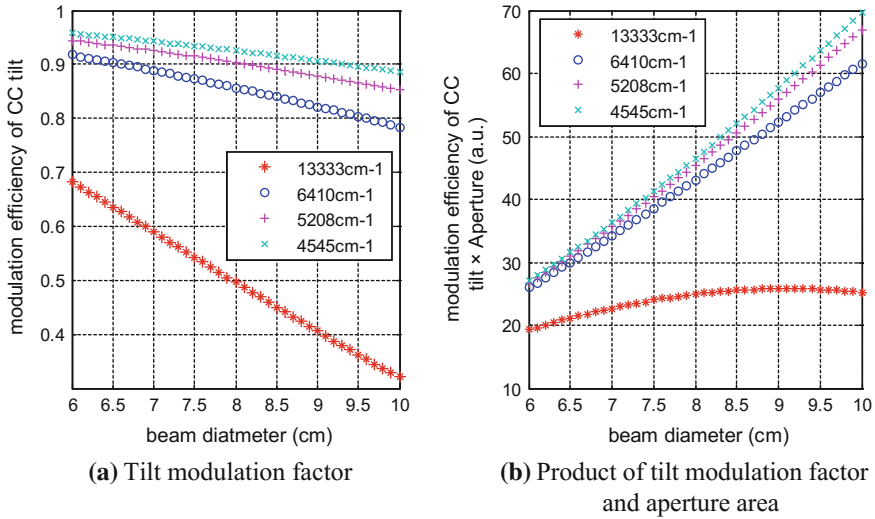 1
0.9
0.8
0.7
0.6
0.5
0.4
modulation efficiency of CC tilt
13333cm-1
6410cm-1
5208cm-1
4545cm-1
6 6.5 7 7.5 8 8.5 9 9.5 10
beam diatmeter (cm)
(a) Tilt modulation factor
70
60
50
40
30
20
10
modulation efficiency of CC
tilt × Aperture (a.u.)
13333cm-1
6410cm-1
5208cm-1
4545cm-1
6 6.5 7 7.5 8 8.5 9 9.5 10
beam diameter (cm)
(b) Product of tilt modulation factor
and aperture area